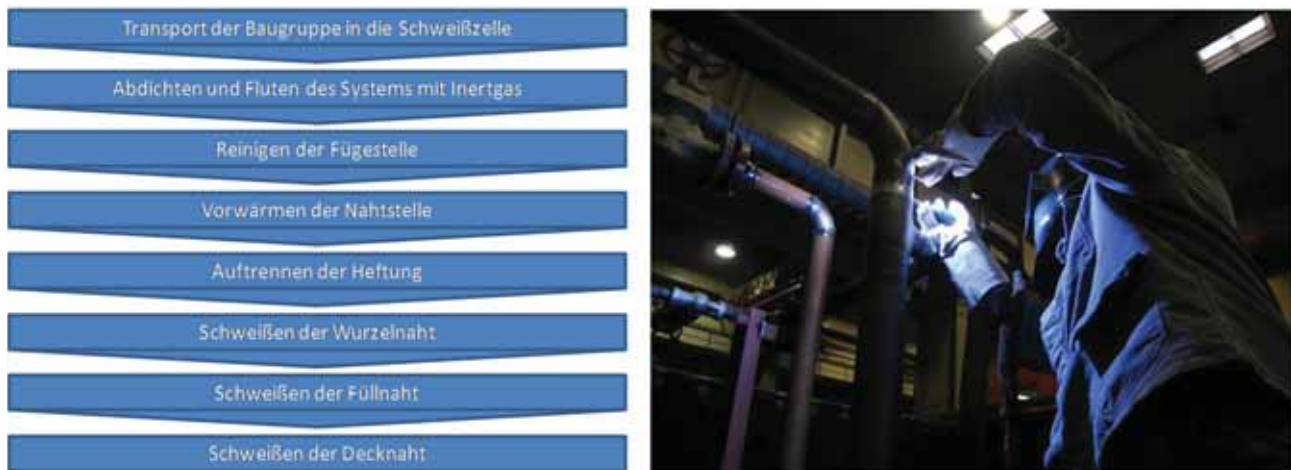 Transport der Baugruppe in die Schweißzelle
Abdichten und Fluten des Systems mit Inertgas
Reinigen der Fügestelle
Vorwärmen der Nahtstelle
Auftrennen der Heftung
Schweißen der Wurzelnaht
Schweißen der Füllnaht
Schweißen der Decknaht